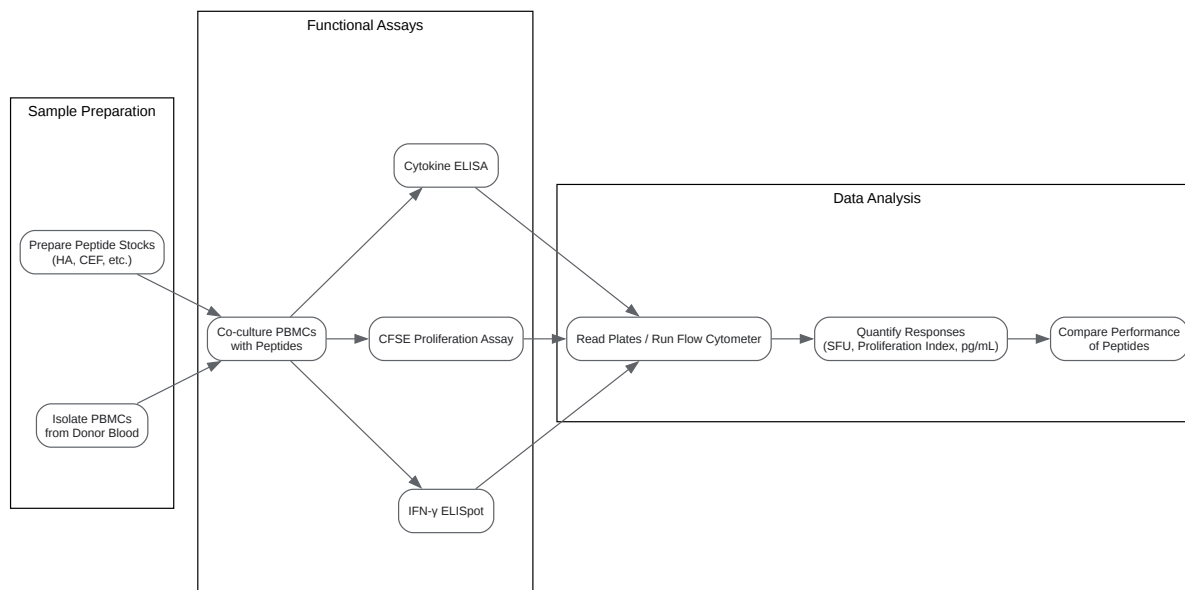 Functional Assays
Sample Preparation
Cytokine ELISA
Data Analysis
Prepare Peptide Stocks
(HA, CEF, etc.)
Co-culture PBMCs
with Peptides
CFSE Proliferation Assay
Read Plates / Run Flow Cytometer
Quantify Responses
(SFU, Proliferation Index, pg/mL)
Compare Performance
of Peptides
Isolate PBMCs
from Donor Blood
IFN-γ ELISpot